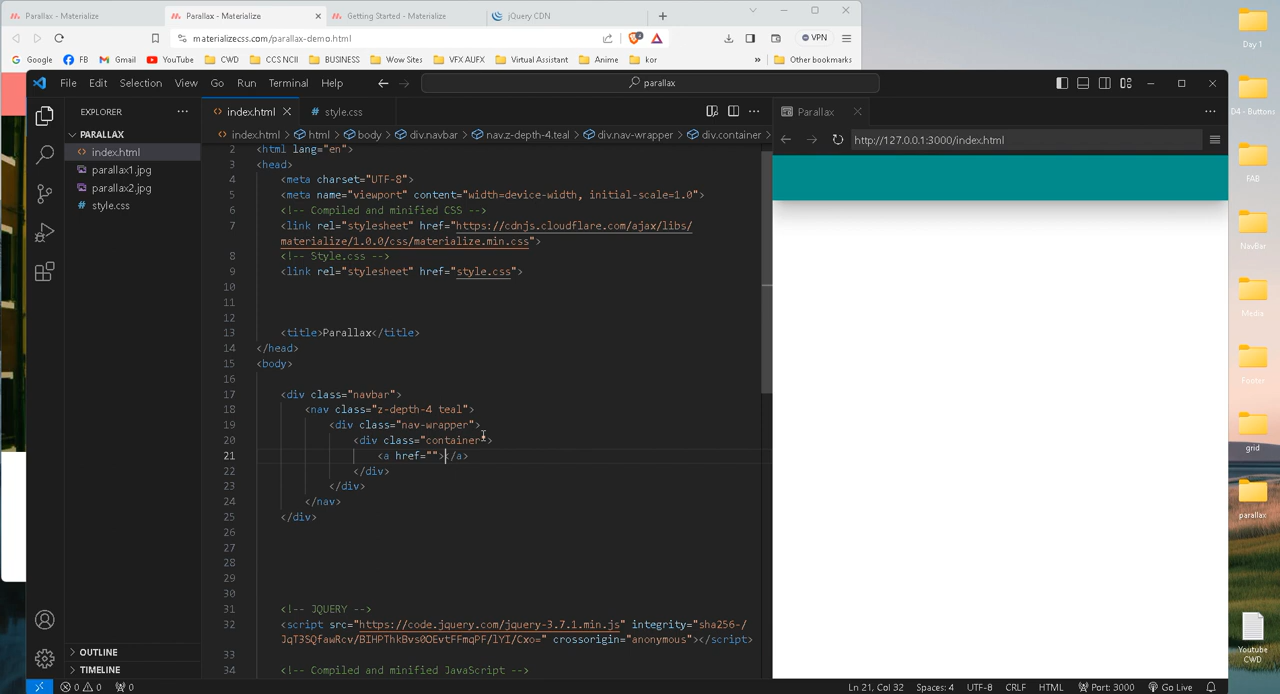 Parallax - Materialize
Parallax - Materialize
Getting Started - Materialize
jQuery CDN
materializecss.com/parallax-demo.html
VPN
Google
FB
Gmail
YouTube
CWD
CCS NCII
BUSINESS
Wow Sites
VFX AUFX
Virtual Assistant
Anime
kor
»
Other bookmarks
File Edit Selection View Go Run Terminal Help
parallax
EXPLORER
PARALLAX
index.html
parallax1.jpg
parallax2.jpg
style.css
OUTLINE
TIMELINE
index.html
style.css
index.html > html > body > div.navbar > nav.z-depth-4.teal > div.nav-wrapper > div.container >
2 <html lang="en">
3 <head>
4 <meta charset="UTF-8">
5 <meta name="viewport" content="width=device-width, initial-scale=1.0">
6 <!-- Compiled and minified CSS -->
7 <link rel="stylesheet" href="https://cdnjs.cloudflare.com/ajax/libs/
materialize/1.0.0/css/materialize.min.css">
8 <!-- Style.css -->
9 <link rel="stylesheet" href="style.css">
10
11
12
13 <title>Parallax</title>
14 </head>
15 <body>
16
17 <div class="navbar">
18 <nav class="z-depth-4 teal">
19 <div class="nav-wrapper">
20 <div class="container">
21 <a href=""></a>
22 </div>
23 </div>
24 </nav>
25 </div>
26
27
28
29
30
31 <!-- JQUERY -->
32 <script src="https://code.jquery.com/jquery-3.7.1.min.js" integrity="sha256-/
JqT3SQfawRcv/BIHPThkBvs0OEvtFFmqPF/lYI/Cxo=" crossorigin="anonymous"></script>
33
34 <!-- Compiled and minified JavaScript -->
Parallax
http://127.0.0.1:3000/index.html
0 0 0
Ln 21, Col 32
Spaces: 4
UTF-8
CRLF
HTML
Port: 3000
Go Live
Day 1
D4 - Buttons
FAB
NavBar
Media
Footer
grid
parallax
Youtube
CWD